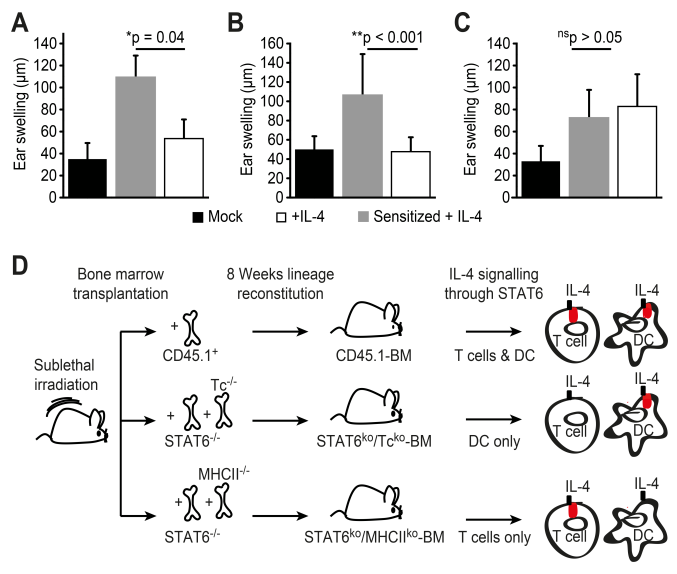 A
*p = 0.04
Ear swelling (µm)
140
120
100
80
60
40
20
0
B
**p < 0.001
Ear swelling (µm)
160
140
120
100
80
60
40
20
0
C
nsp > 0.05
Ear swelling (µm)
140
120
100
80
60
40
20
0
Mock
+IL-4
Sensitized + IL-4
D
Bone marrow
transplantation
8 Weeks lineage
reconstitution
IL-4 signalling
through STAT6
Sublethal
irradiation
+
CD45.1+
CD45.1-BM
T cells & DC
IL-4
T cell
IL-4
DC
Tc-/-
+ +
STAT6-/-
STAT6ko/Tcko-BM
DC only
IL-4
T cell
IL-4
DC
MHCII-/-
+ +
STAT6-/-
STAT6ko/MHCIIko-BM
T cells only
IL-4
T cell
IL-4
DC